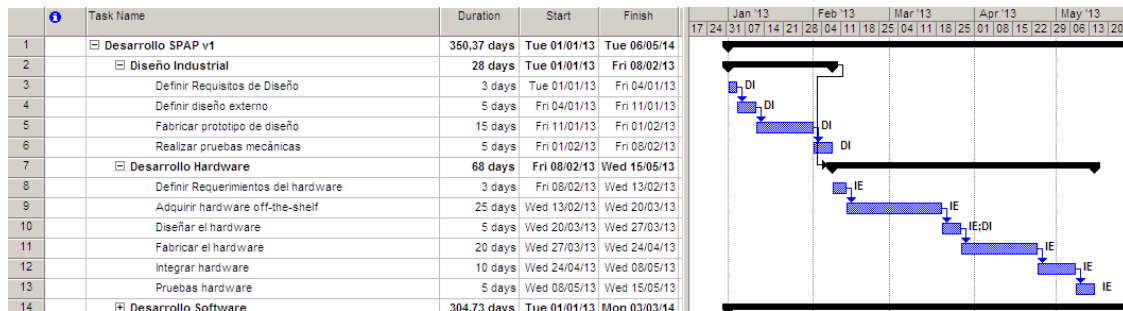 Task Name Duration Start Finish Jan '13 Feb '13 Mar '13 Apr '13 May '13
17 24 31 07 14 21 28 04 11 18 25 04 11 18 25 01 08 15 22 29 06 13 20
1 Desarrollo SPAP v1 350,37 days Tue 01/01/13 Tue 06/05/14
2 Diseño Industrial 28 days Tue 01/01/13 Fri 08/02/13
3 Definir Requisitos de Diseño 3 days Tue 01/01/13 Fri 04/01/13 DI
4 Definir diseño externo 5 days Fri 04/01/13 Fri 11/01/13 DI
5 Fabricar prototipo de diseño 15 days Fri 11/01/13 Fri 01/02/13 DI
6 Realizar pruebas mecánicas 5 days Fri 01/02/13 Fri 08/02/13 DI
7 Desarrollo Hardware 68 days Fri 08/02/13 Wed 15/05/13
8 Definir Requerimientos del hardware 3 days Fri 08/02/13 Wed 13/02/13 IE
9 Adquirir hardware off-the-shelf 25 days Wed 13/02/13 Wed 20/03/13 IE
10 Diseñar el hardware 5 days Wed 20/03/13 Wed 27/03/13 IE;DI
11 Fabricar el hardware 20 days Wed 27/03/13 Wed 24/04/13 IE
12 Integrar hardware 10 days Wed 24/04/13 Wed 08/05/13 IE
13 Pruebas hardware 5 days Wed 08/05/13 Wed 15/05/13 IE
14 Desarrollo Software 304,73 days Tue 01/01/13 Mon 03/03/14